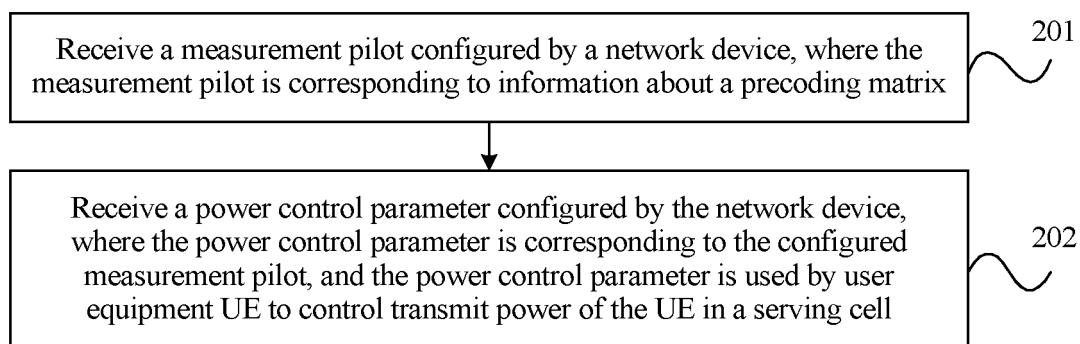 Receive a measurement pilot configured by a network device, where the
measurement pilot is corresponding to information about a precoding matrix
201
Receive a power control parameter configured by the network device,
where the power control parameter is corresponding to the configured
measurement pilot, and the power control parameter is used by user
equipment UE to control transmit power of the UE in a serving cell
202